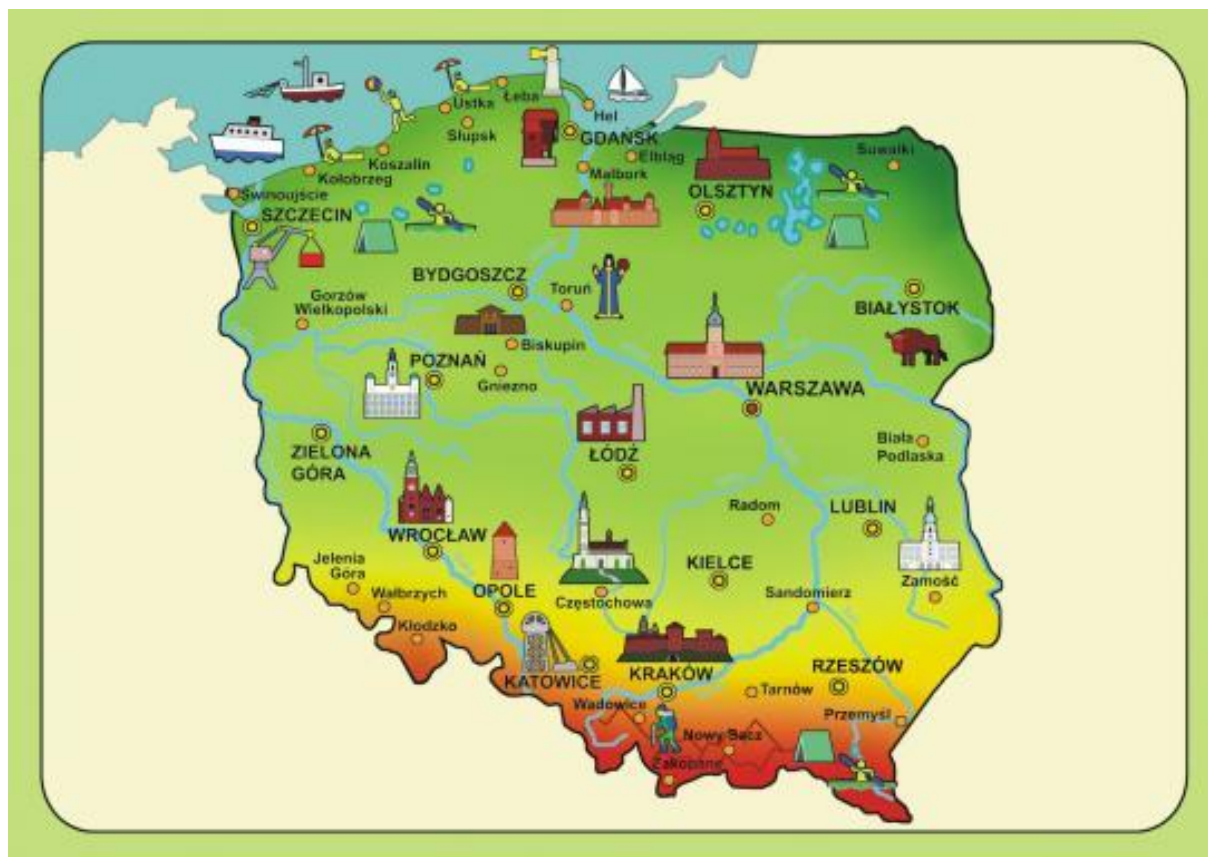 Łeba
Ustka
Hel
Słupsk
GDAŃSK
Koszalin
Elbląg
Suwałki
Kołobrzeg
Malbork
Świnoujście
OLSZTYN
SZCZECIN
BYDGOSZCZ
Toruń
BIAŁYSTOK
Gorzów
Wielkopolski
Biskupin
POZNAŃ
Gniezno
WARSZAWA
Biała
Podlaska
ZIELONA
GÓRA
ŁÓDŹ
Radom
LUBLIN
WROCŁAW
Jelenia
Góra
KIELCE
Zamość
Wałbrzych
OPOLE
Częstochowa
Sandomierz
Kłodzko
RZESZÓW
KATOWICE
KRAKÓW
Tarnów
Wadowice
Przemyśl
Nowy Sącz
Zakopane